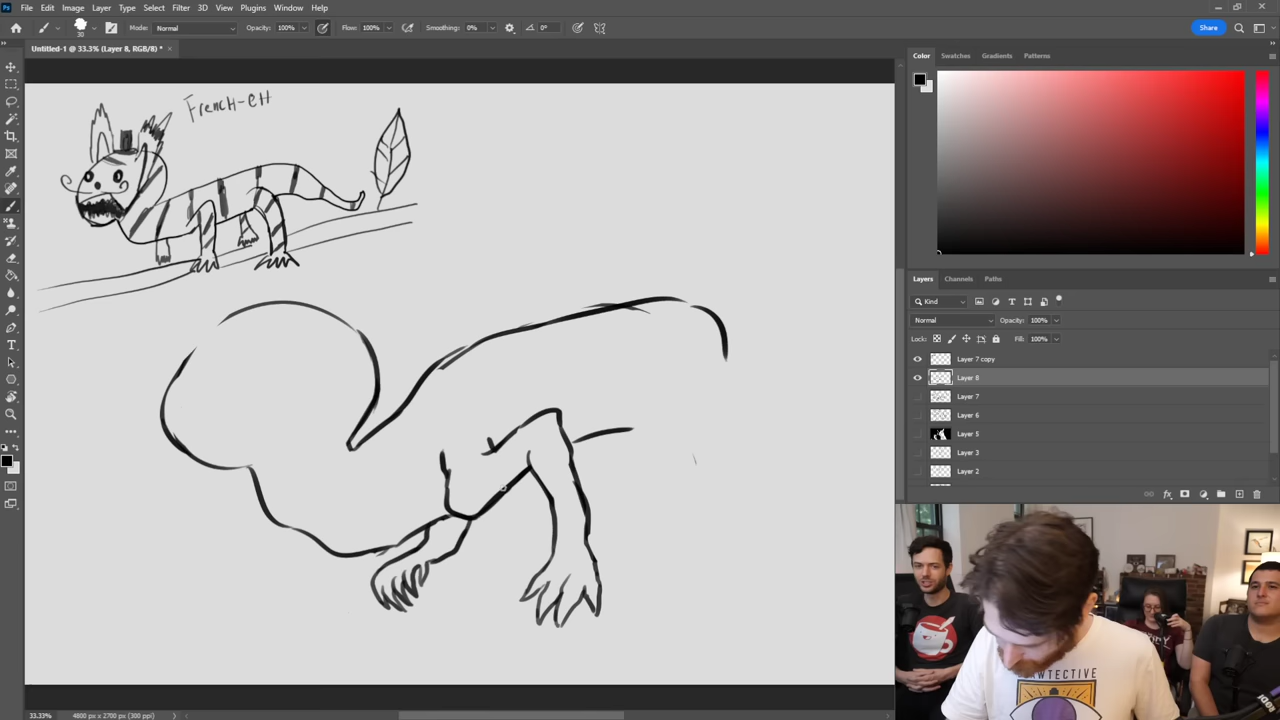 File Edit Image Layer Type Select Filter 3D View Plugins Window Help
30 Mode: Normal Opacity: 100% Flow: 100% Smoothing: 0% 0° Share
Untitled-1 @ 33.3% (Layer 8, RGB/8) *
Color Swatches Gradients Patterns
Layers Channels Paths
Kind
Normal Opacity: 100%
Lock: Fill: 100%
Layer 7 copy
Layer 8
Layer 7
Layer 6
Layer 5
Layer 3
Layer 2
33.33% 4800 px x 2700 px (300 ppi)